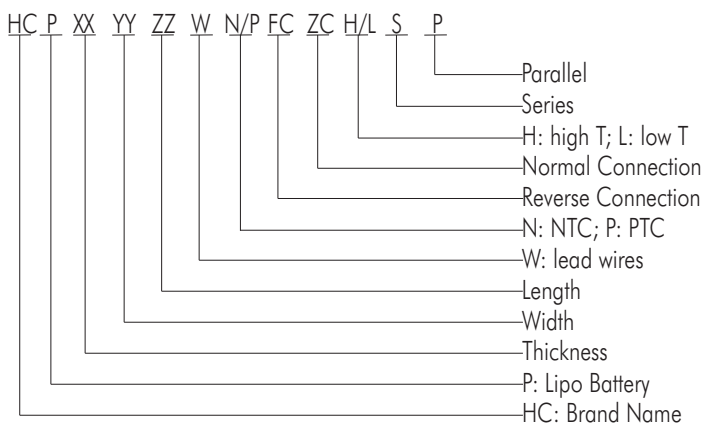 HC P XX YY ZZ W N/P FC ZC H/L S P
Parallel
Series
H: high T; L: low T
Normal Connection
Reverse Connection
N: NTC; P: PTC
W: lead wires
Length
Width
Thickness
P: Lipo Battery
HC: Brand Name